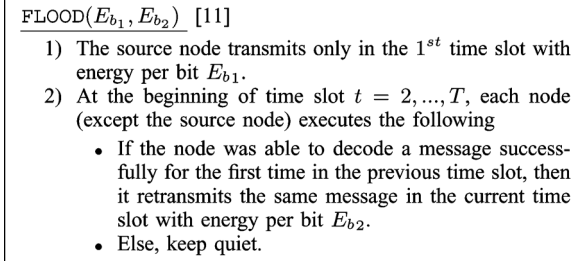 FLOOD(E_{b_1}, E_{b_2}) [11]
1) The source node transmits only in the 1^{st} time slot with
energy per bit E_{b1}.
2) At the beginning of time slot t = 2, ..., T, each node
(except the source node) executes the following
• If the node was able to decode a message success-
fully for the first time in the previous time slot, then
it retransmits the same message in the current time
slot with energy per bit E_{b2}.
• Else, keep quiet.